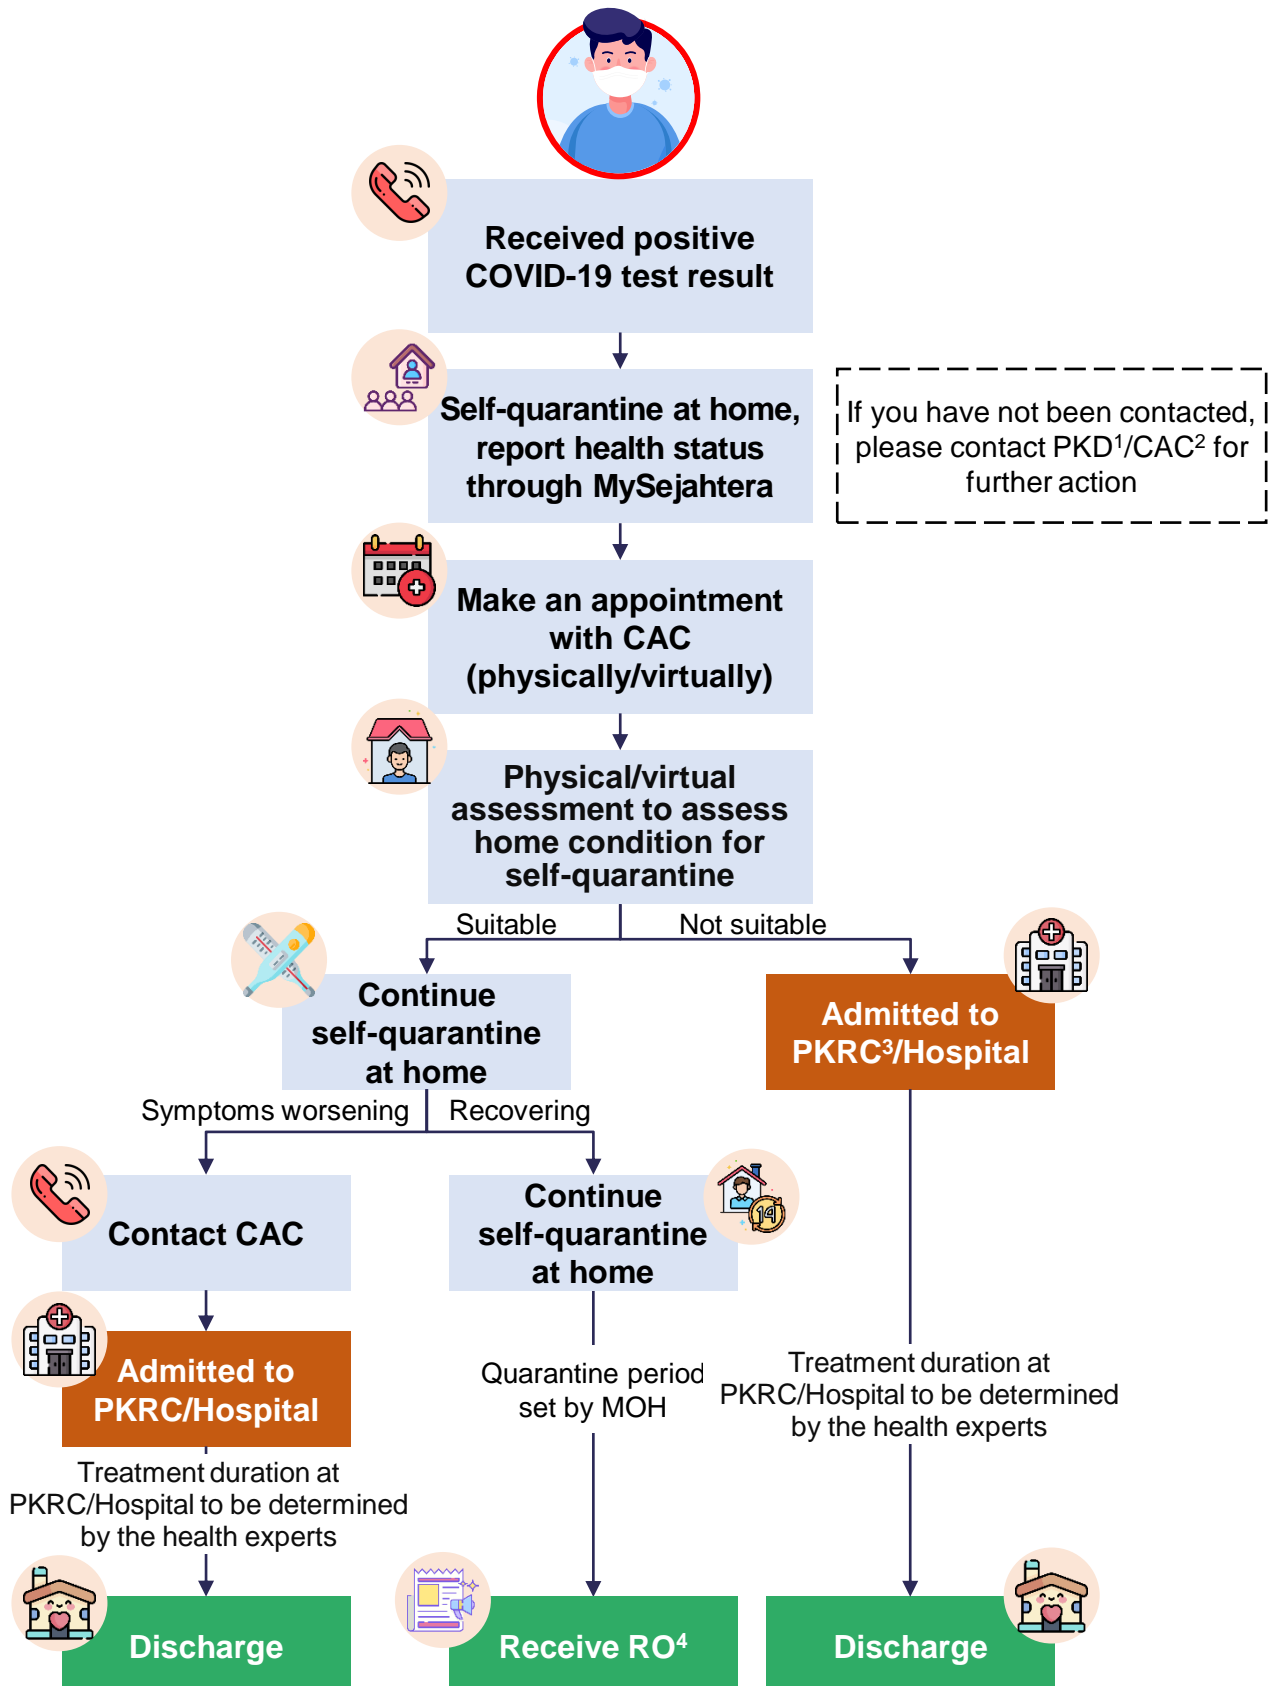 Received positive
COVID-19 test result
Self-quarantine at home,
report health status
through MySejahtera
If you have not been contacted,
please contact PKD¹/CAC² for
further action
Make an appointment
with CAC
(physically/virtually)
Physical/virtual
assessment to assess
home condition for
self-quarantine
Suitable
Not suitable
Continue
self-quarantine
at home
Admitted to
PKRC³/Hospital
Symptoms worsening
Recovering
Contact CAC
Continue
self-quarantine
at home
14
Admitted to
PKRC/Hospital
Quarantine period
set by MOH
Treatment duration at
PKRC/Hospital to be determined
by the health experts
Treatment duration at
PKRC/Hospital to be determined
by the health experts
Discharge
Receive RO⁴
Discharge